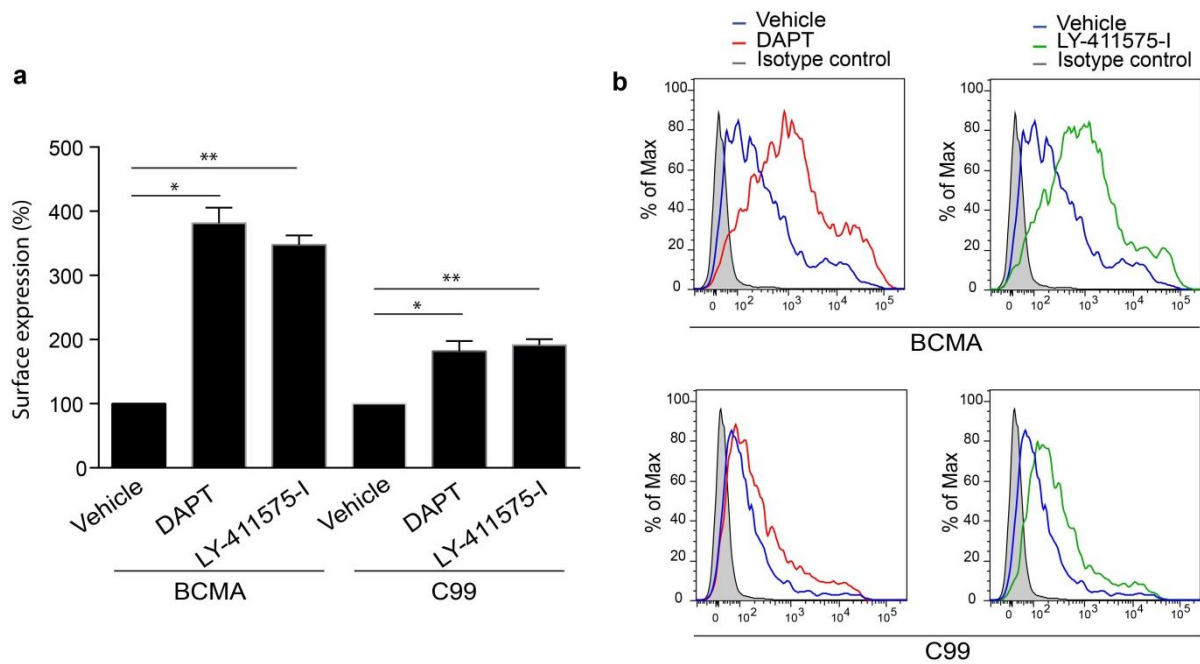 a
Surface expression (%)
500
400
300
200
100
0
**
*
**
*
Vehicle
DAPT
LY-411575-I
Vehicle
DAPT
LY-411575-I
BCMA
C99
b
Vehicle
DAPT
Isotype control
% of Max
100
80
60
40
20
0
0 10² 10³ 10⁴ 10⁵
Vehicle
LY-411575-I
Isotype control
% of Max
100
80
60
40
20
0
0 10² 10³ 10⁴ 10⁵
BCMA
% of Max
100
80
60
40
20
0
0 10² 10³ 10⁴ 10⁵
% of Max
100
80
60
40
20
0
0 10² 10³ 10⁴ 10⁵
C99